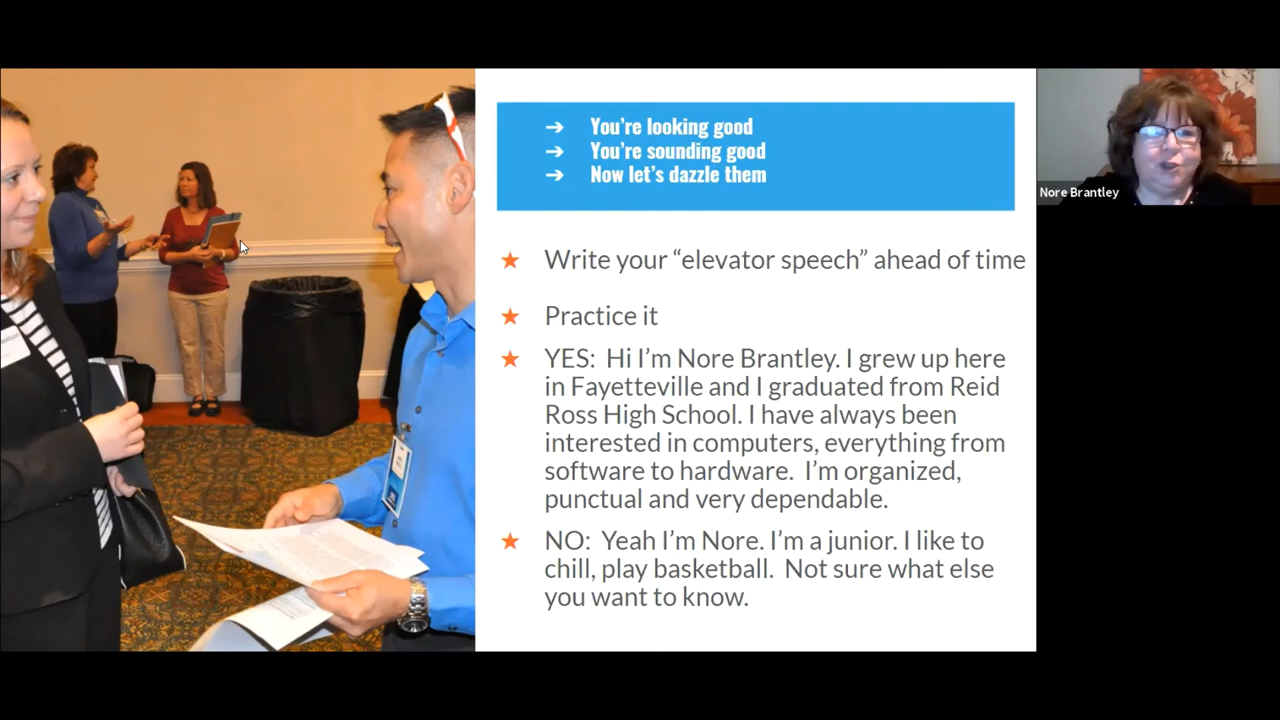 ➔ You're looking good
➔ You're sounding good
➔ Now let's dazzle them
★ Write your “elevator speech” ahead of time
★ Practice it
★ YES: Hi I'm Nore Brantley. I grew up here
in Fayetteville and I graduated from Reid
Ross High School. I have always been
interested in computers, everything from
software to hardware. I'm organized,
punctual and very dependable.
★ NO: Yeah I'm Nore. I'm a junior. I like to
chill, play basketball. Not sure what else
you want to know.
Nore Brantley